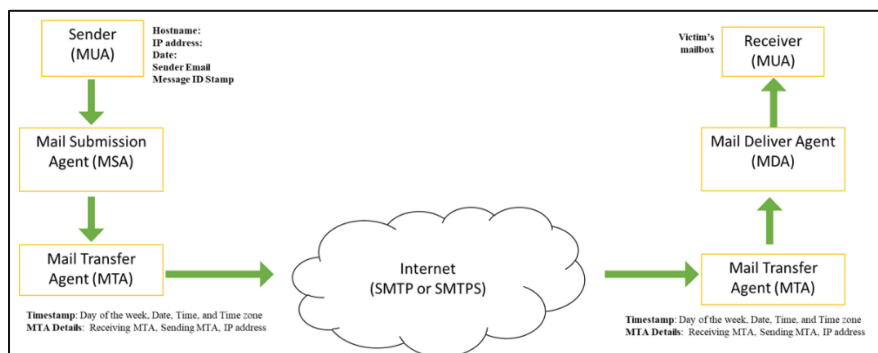 Sender
(MUA)
Hostname:
IP address:
Date:
Sender Email
Message ID Stamp
Mail Submission
Agent (MSA)
Mail Transfer
Agent (MTA)
Timestamp: Day of the week, Date, Time, and Time zone
MTA Details: Receiving MTA, Sending MTA, IP address
Internet
(SMTP or SMTPS)
Victim's
mailbox
Receiver
(MUA)
Mail Deliver Agent
(MDA)
Mail Transfer
Agent (MTA)
Timestamp: Day of the week, Date, Time, and Time zone
MTA Details: Receiving MTA, Sending MTA, IP address